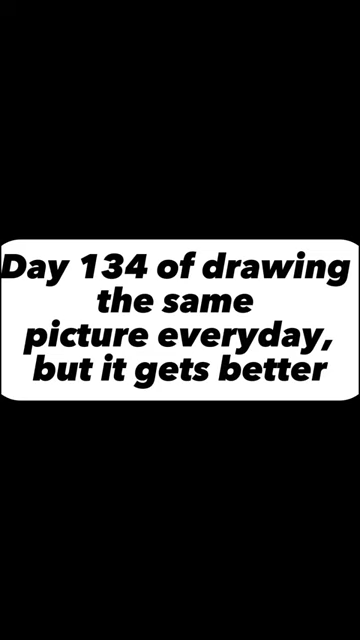 Day 134 of drawing
the same
picture everyday,
but it gets better